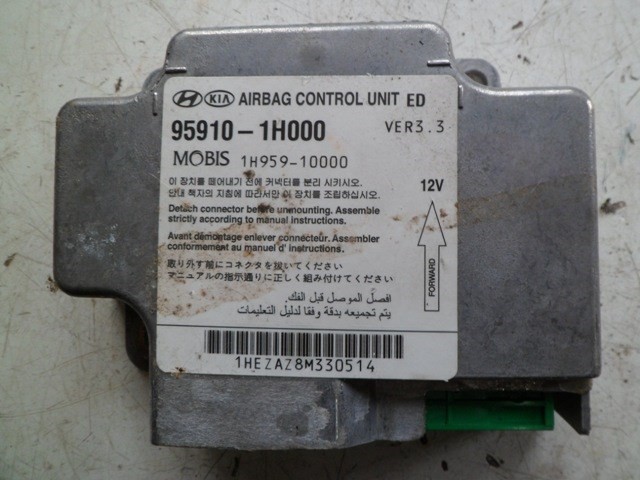 HYUNDAI KIA AIRBAG CONTROL UNIT ED
95910-1H000 VER3.3
MOBIS 1H959-10000
이 장치를 떼어내기 전에 커넥터를 분리 시키시오.
단내 책자의 지침에 따라서만 이 장치를 조립하십시오.
12V
Detach connector before unmounting. Assemble
strictly according to manual instructions.
Avant démontage enlever connecteur. Assembler
conformement au manuel d' instructions.
取り外す前にコネクタを抜いてください
マニュアルの指示通りに正しく組み付けてください
FORWARD
افصل الموصل قبل الفك.
يتم تجميعه بدقة وفقا لدليل التعليمات
1HEZAZ8M330514